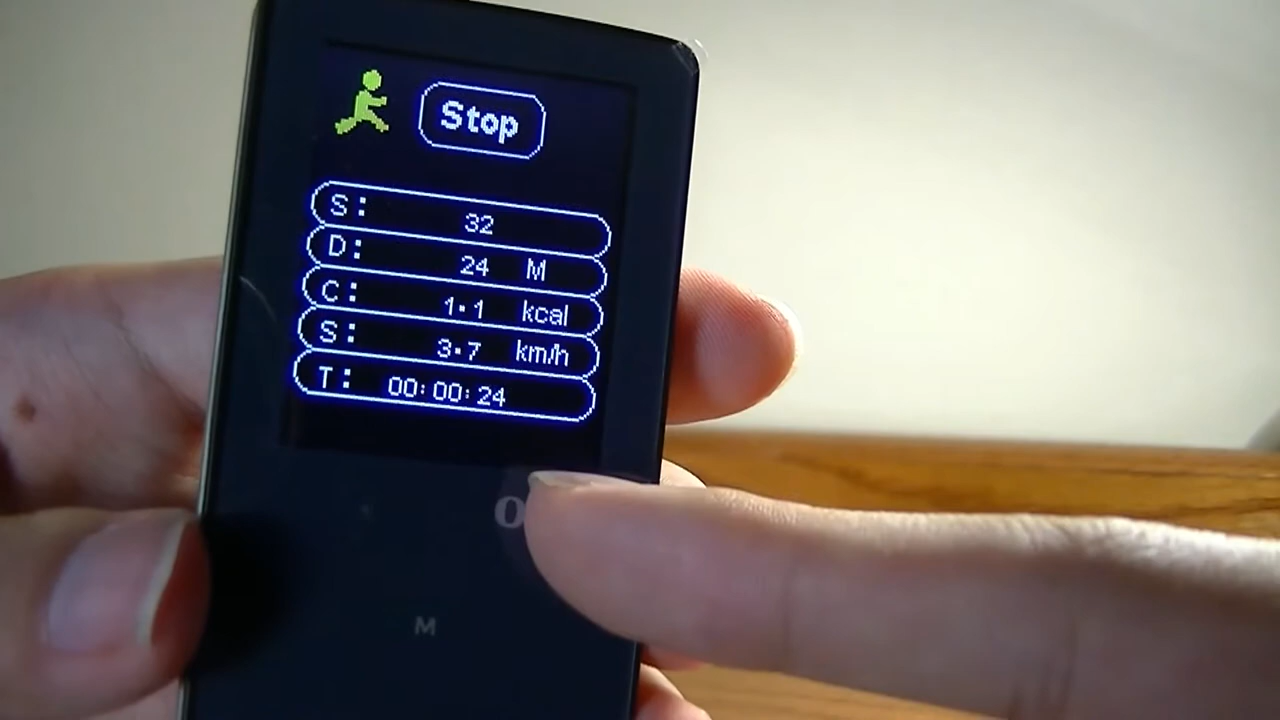 Stop
S: 32
D: 24 M
C: 1.1 kcal
S: 3.7 km/h
T: 00:00:24
M